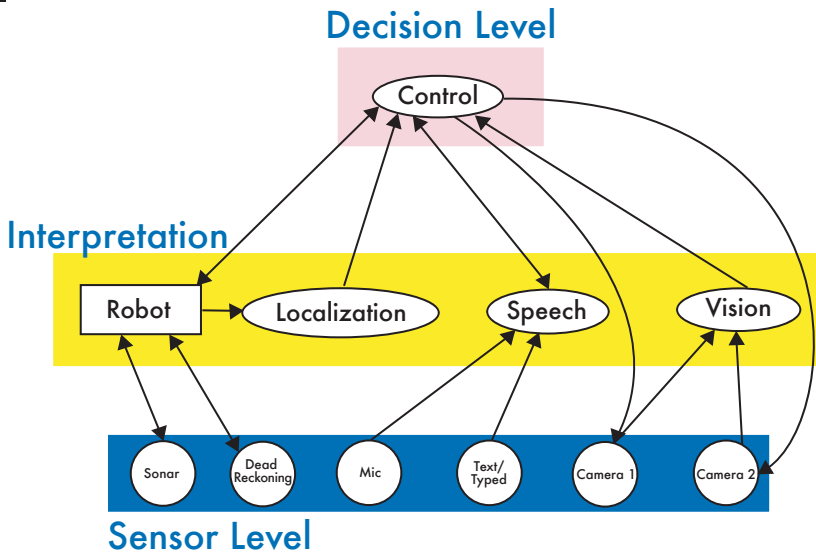 Decision Level
Control
Interpretation
Robot
Localization
Speech
Vision
Sonar
Dead
Reckoning
Mic
Text/
Typed
Camera 1
Camera 2
Sensor Level